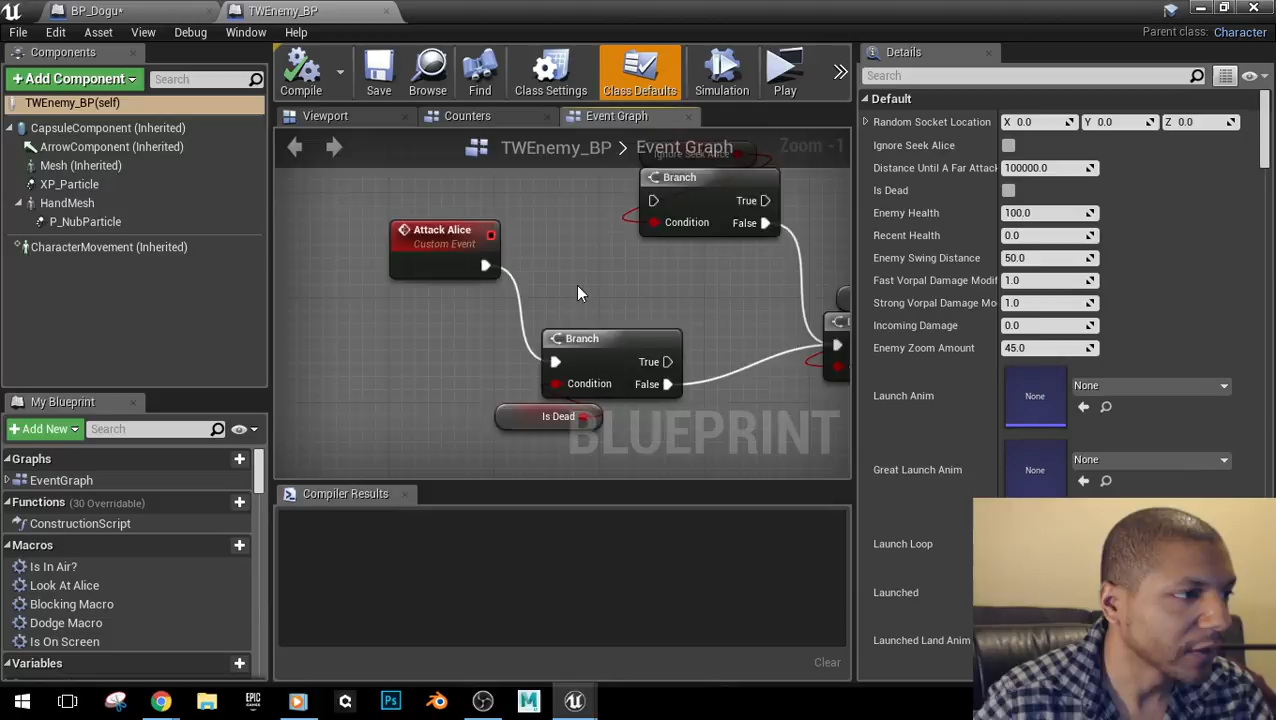 BP_Dogu*
TWEnemy_BP
File Edit Asset View Debug Window Help
Parent class: Character
Components
+Add Component
Search
TWEnemy_BP(self)
CapsuleComponent (Inherited)
ArrowComponent (Inherited)
Mesh (Inherited)
XP_Particle
HandMesh
P_NubParticle
CharacterMovement (Inherited)
My Blueprint
+Add New
Search
Graphs
EventGraph
Functions (30 Overridable)
ConstructionScript
Macros
Is In Air?
Look At Alice
Blocking Macro
Dodge Macro
Is On Screen
Variables
Compile Save Browse Find Class Settings Class Defaults Simulation Play
Viewport
Counters
Event Graph
TWEnemy_BP > Event Graph
Zoom -1
Ignore Seek Alice
Branch
True
Condition False
Attack Alice
Custom Event
Branch
True
Condition False
Is Dead
BLUEPRINT
Compiler Results
Clear
Details
Search
Default
Random Socket Location X 0.0 Y 0.0 Z 0.0
Ignore Seek Alice
Distance Until A Far Attack 100000.0
Is Dead
Enemy Health 100.0
Recent Health 0.0
Enemy Swing Distance 50.0
Fast Vorpal Damage Modif 1.0
Strong Vorpal Damage Mo 1.0
Incoming Damage 0.0
Enemy Zoom Amount 45.0
Launch Anim None None
Great Launch Anim None None
Launch Loop
Launched
Launched Land Anim
EPIC GAMES
Ps
M